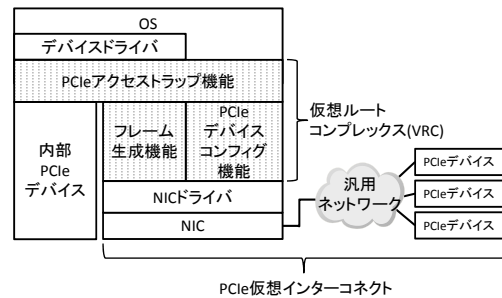 OS
デバイスドライバ
PCIeアクセストラップ機能
内部
PCIe
デバイス
フレーム
生成機能
PCIe
デバイス
コンフィグ
機能
NICドライバ
NIC
仮想ルート
コンプレックス(VRC)
汎用
ネットワーク
PCIeデバイス
PCIeデバイス
PCIeデバイス
PCIe仮想インターコネクト